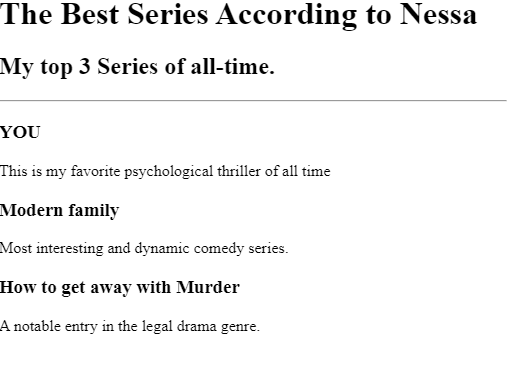 The Best Series According to Nessa
My top 3 Series of all-time.
YOU
This is my favorite psychological thriller of all time
Modern family
Most interesting and dynamic comedy series.
How to get away with Murder
A notable entry in the legal drama genre.